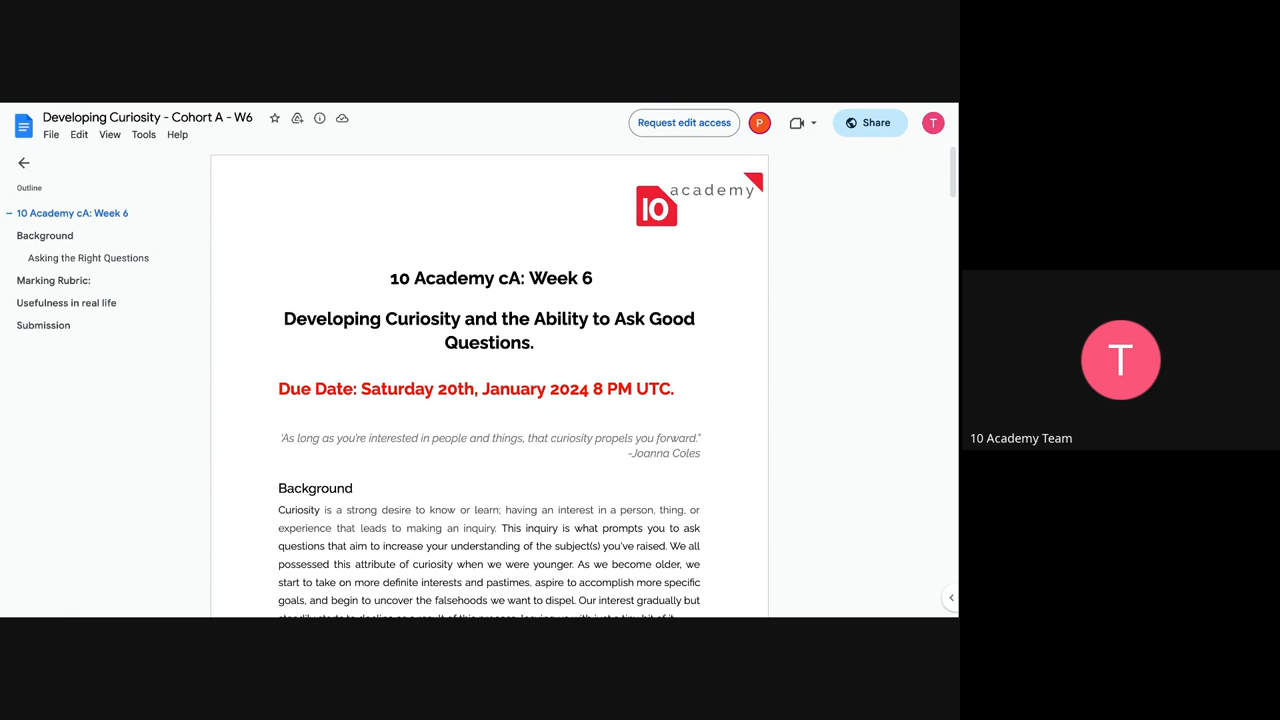 Developing Curiosity - Cohort A - W6
File Edit View Tools Help
Request edit access
P
Share
T
Outline
10 Academy cA: Week 6
Background
Asking the Right Questions
Marking Rubric:
Usefulness in real life
Submission
10 academy
10 Academy cA: Week 6
Developing Curiosity and the Ability to Ask Good
Questions.
Due Date: Saturday 20th, January 2024 8 PM UTC.
'As long as you're interested in people and things, that curiosity propels you forward."
-Joanna Coles
Background
Curiosity is a strong desire to know or learn; having an interest in a person, thing, or
experience that leads to making an inquiry. This inquiry is what prompts you to ask
questions that aim to increase your understanding of the subject(s) you've raised. We all
possessed this attribute of curiosity when we were younger. As we become older, we
start to take on more definite interests and pastimes, aspire to accomplish more specific
goals, and begin to uncover the falsehoods we want to dispel. Our interest gradually but
T
10 Academy Team